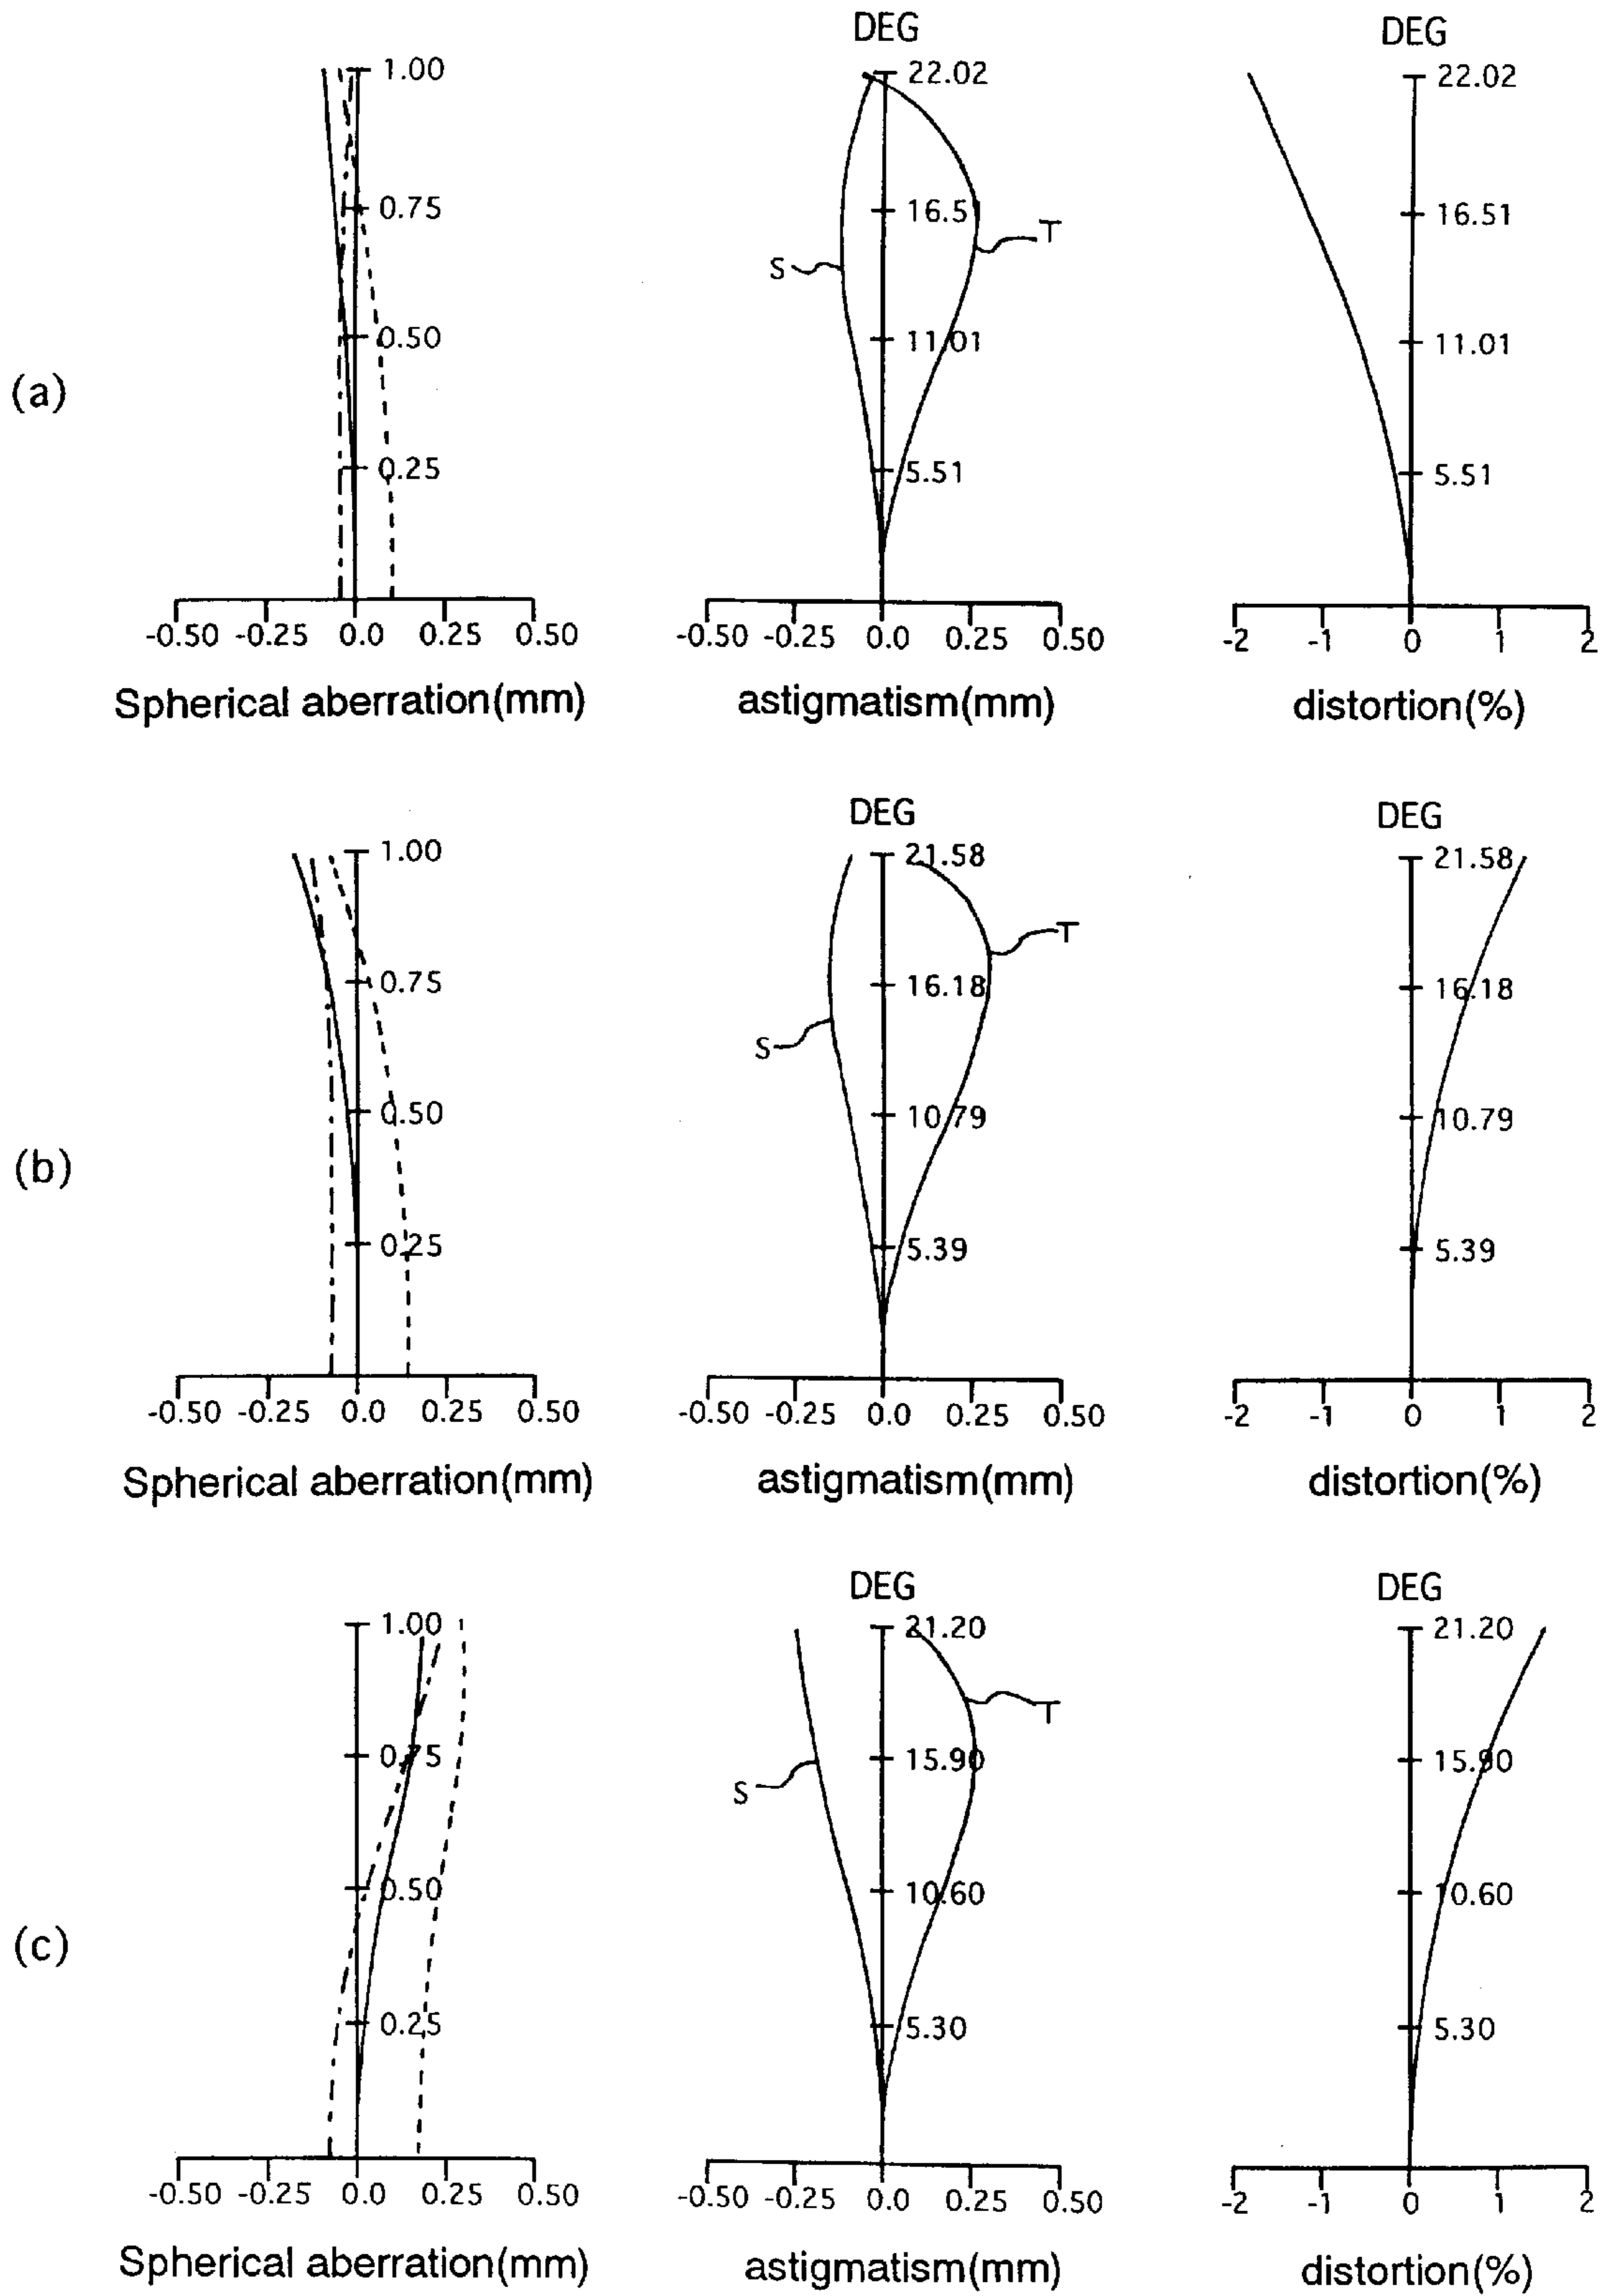 (a)
1.00
0.75
0.50
0.25
-0.50 -0.25 0.0 0.25 0.50
Spherical aberration(mm)
DEG
22.02
16.51
11.01
5.51
S
T
-0.50 -0.25 0.0 0.25 0.50
astigmatism(mm)
DEG
22.02
16.51
11.01
5.51
-2 -1 0 1 2
distortion(%)
(b)
1.00
0.75
0.50
0.25
-0.50 -0.25 0.0 0.25 0.50
Spherical aberration(mm)
DEG
21.58
16.18
10.79
5.39
S
T
-0.50 -0.25 0.0 0.25 0.50
astigmatism(mm)
DEG
21.58
16.18
10.79
5.39
-2 -1 0 1 2
distortion(%)
(c)
1.00
0.75
0.50
0.25
-0.50 -0.25 0.0 0.25 0.50
Spherical aberration(mm)
DEG
21.20
15.90
10.60
5.30
S
T
-0.50 -0.25 0.0 0.25 0.50
astigmatism(mm)
DEG
21.20
15.90
10.60
5.30
-2 -1 0 1 2
distortion(%)